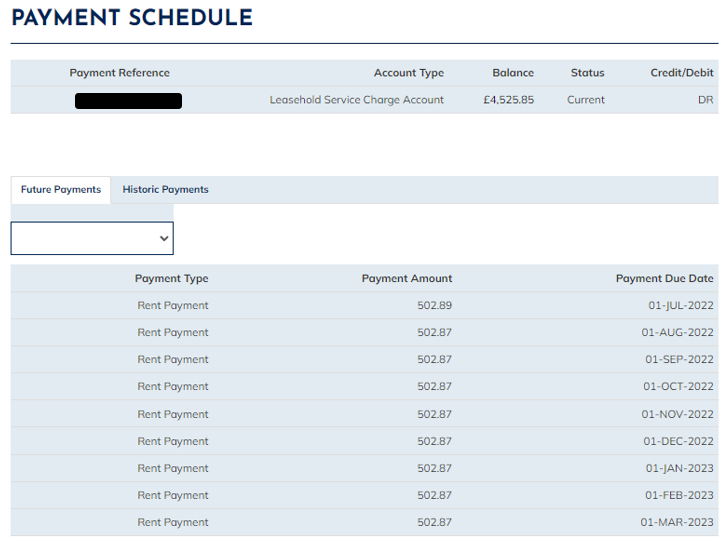 PAYMENT SCHEDULE
Payment Reference Account Type Balance Status Credit/Debit
Leasehold Service Charge Account £4,525.85 Current DR
Future Payments Historic Payments
Payment Type Payment Amount Payment Due Date
Rent Payment 502.89 01-JUL-2022
Rent Payment 502.87 01-AUG-2022
Rent Payment 502.87 01-SEP-2022
Rent Payment 502.87 01-OCT-2022
Rent Payment 502.87 01-NOV-2022
Rent Payment 502.87 01-DEC-2022
Rent Payment 502.87 01-JAN-2023
Rent Payment 502.87 01-FEB-2023
Rent Payment 502.87 01-MAR-2023